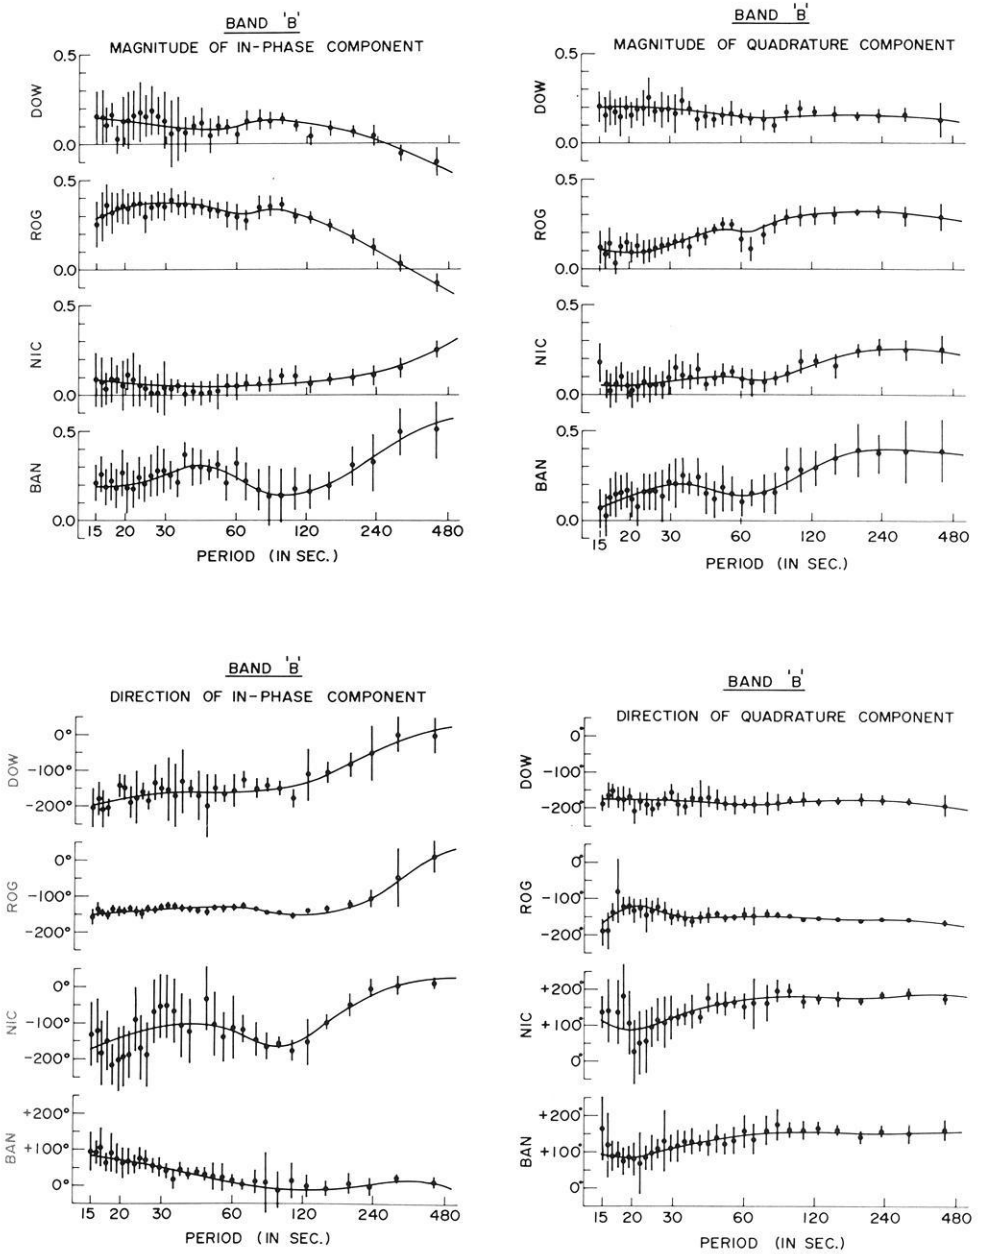 BAND 'B'
MAGNITUDE OF IN-PHASE COMPONENT
0.5
DOW
0.0
0.5
ROG
0.0
0.5
NIC
0.0
0.5
BAN
0.0
15 20 30 60 120 240 480
PERIOD (IN SEC.)
BAND 'B'
MAGNITUDE OF QUADRATURE COMPONENT
0.5
DOW
0.0
0.5
ROG
0.0
0.5
NIC
0.0
0.5
BAN
0.0
15 20 30 60 120 240 480
PERIOD (IN SEC.)
BAND 'B'
DIRECTION OF IN-PHASE COMPONENT
0°
DOW
-100°
-200°
0°
ROG
-100°
-200°
0°
NIC
-100°
-200°
+200°
BAN
+100°
0°
15 20 30 60 120 240 480
PERIOD (IN SEC.)
BAND 'B'
DIRECTION OF QUADRATURE COMPONENT
0°
DOW
-100°
-200°
0°
ROG
-100°
-200°
+200°
NIC
+100°
0°
+200°
BAN
+100°
0°
15 20 30 60 120 240 480
PERIOD (IN SEC.)